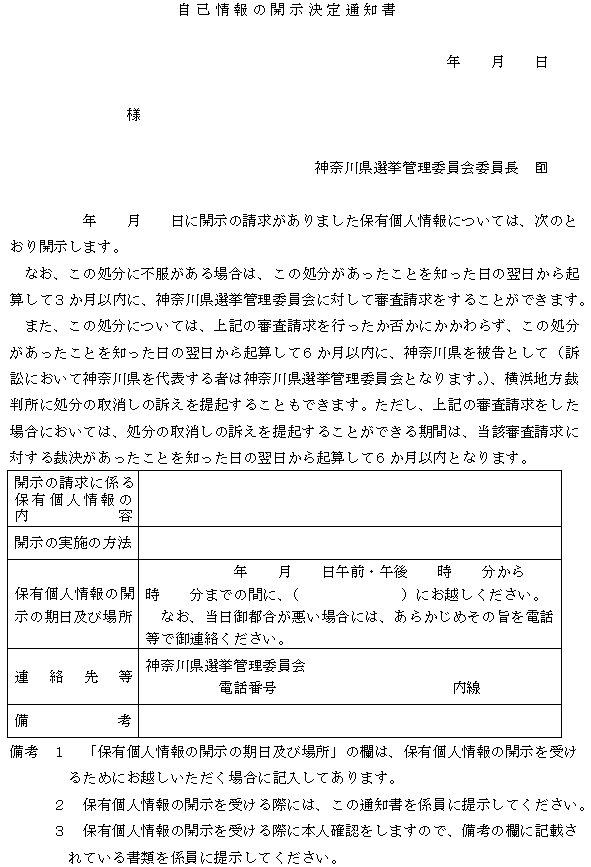 自己情報の開示決定通知書
年　　月　　日
様
神奈川県選挙管理委員会委員長　印
年　　月　　日に開示の請求がありました保有個人情報については、次のと
おり開示します。
なお、この処分に不服がある場合は、この処分があったことを知った日の翌日から起
算して3か月以内に、神奈川県選挙管理委員会に対して審査請求をすることができます。
また、この処分については、上記の審査請求を行ったか否かにかかわらず、この処分
があったことを知った日の翌日から起算して6か月以内に、神奈川県を被告として（訴
訟において神奈川県を代表する者は神奈川県選挙管理委員会となります。）、横浜地方裁
判所に処分の取消しの訴えを提起することもできます。ただし、上記の審査請求をした
場合においては、処分の取消しの訴えを提起することができる期間は、当該審査請求に
対する裁決があったことを知った日の翌日から起算して6か月以内となります。
開示の請求に係る
保有個人情報の
内　　　　　　容
開示の実施の方法
保有個人情報の開
示の期日及び場所
年　　月　　日午前・午後　　時　　分から
時　　分までの間に、（　　　　　　　）にお越しください。
なお、当日御都合が悪い場合には、あらかじめその旨を電話
等で御連絡ください。
連　絡　先　等
神奈川県選挙管理委員会
電話番号　　　　　　　　　　　　内線
備　　　　　　考
備考　1　「保有個人情報の開示の期日及び場所」の欄は、保有個人情報の開示を受け
るためにお越しいただく場合に記入してあります。
2　保有個人情報の開示を受ける際には、この通知書を係員に提示してください。
3　保有個人情報の開示を受ける際に本人確認をしますので、備考の欄に記載さ
れている書類を係員に提示してください。